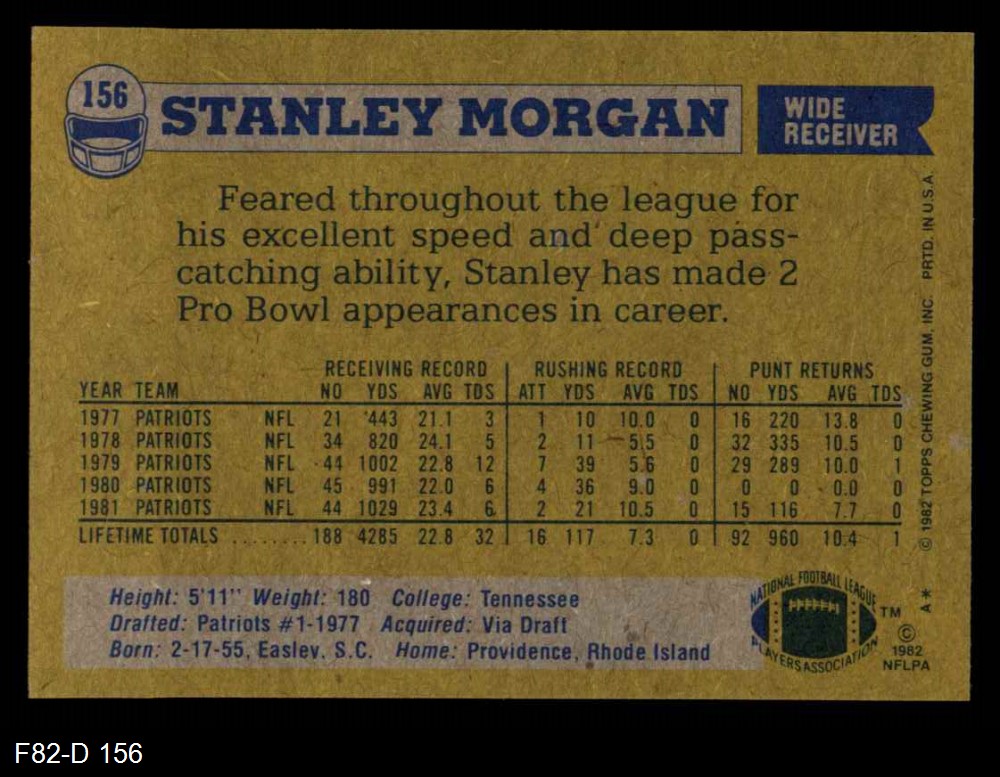 156
STANLEY MORGAN
WIDE
RECEIVER
Feared throughout the league for
his excellent speed and deep pass-
catching ability, Stanley has made 2
Pro Bowl appearances in career.
RECEIVING RECORD RUSHING RECORD PUNT RETURNS
YEAR TEAM NO YDS AVG TDS ATT YDS AVG TDS NO YDS AVG TDS
1977 PATRIOTS NFL 21 443 21.1 3 1 10 10.0 0 16 220 13.8 0
1978 PATRIOTS NFL 34 820 24.1 5 2 11 5.5 0 32 335 10.5 0
1979 PATRIOTS NFL 44 1002 22.8 12 7 39 5.6 0 29 289 10.0 1
1980 PATRIOTS NFL 45 991 22.0 6 4 36 9.0 0 0 0 0.0 0
1981 PATRIOTS NFL 44 1029 23.4 6 2 21 10.5 0 15 116 7.7 0
LIFETIME TOTALS ........ 188 4285 22.8 32 16 117 7.3 0 92 960 10.4 1
Height: 5'11" Weight: 180 College: Tennessee
Drafted: Patriots #1-1977 Acquired: Via Draft
Born: 2-17-55, Easley, S.C. Home: Providence, Rhode Island
NATIONAL FOOTBALL LEAGUE
PLAYERS ASSOCIATION
TM
© 
1982
NFLPA
© 1982 TOPPS CHEWING GUM, INC. PRTD. IN U.S.A
A *
F82-D 156